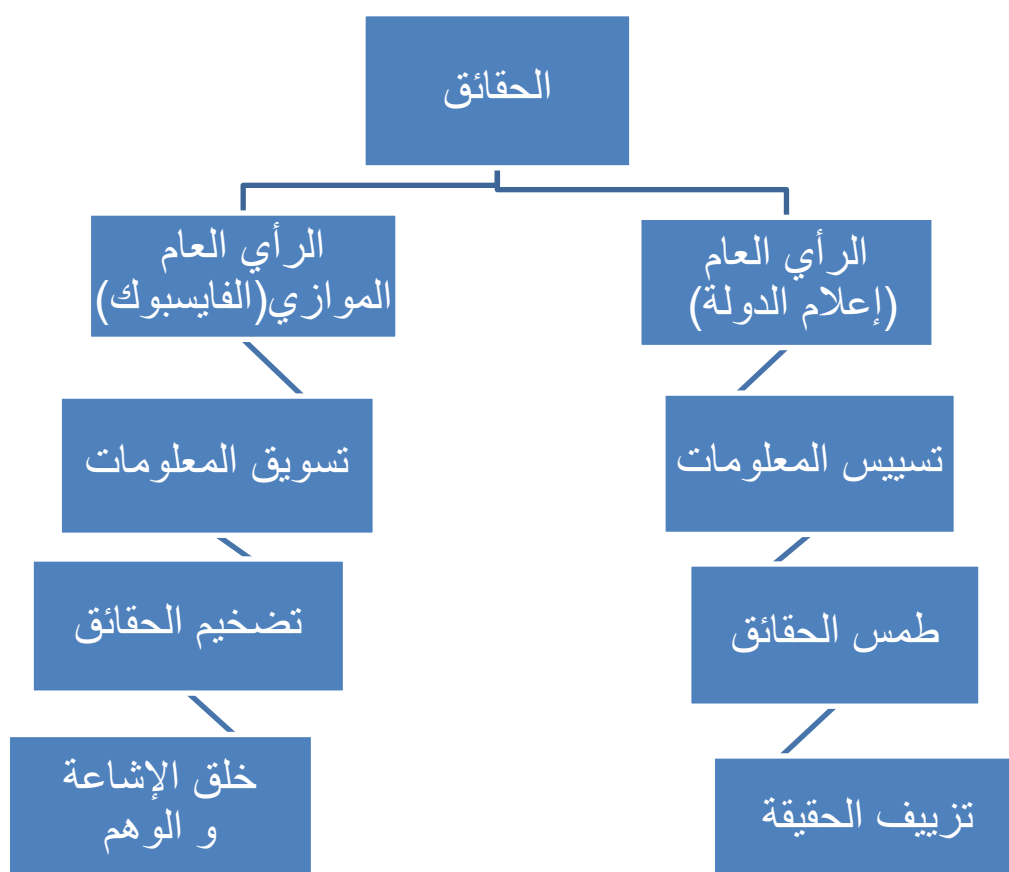 الحقائق
الرأي العام
(إعلام الدولة)
الرأي العام
الموازي(الفايسبوك)
تسييس المعلومات
تسويق المعلومات
طمس الحقائق
تضخيم الحقائق
تزييف الحقيقة
خلق الإشاعة
و الوهم